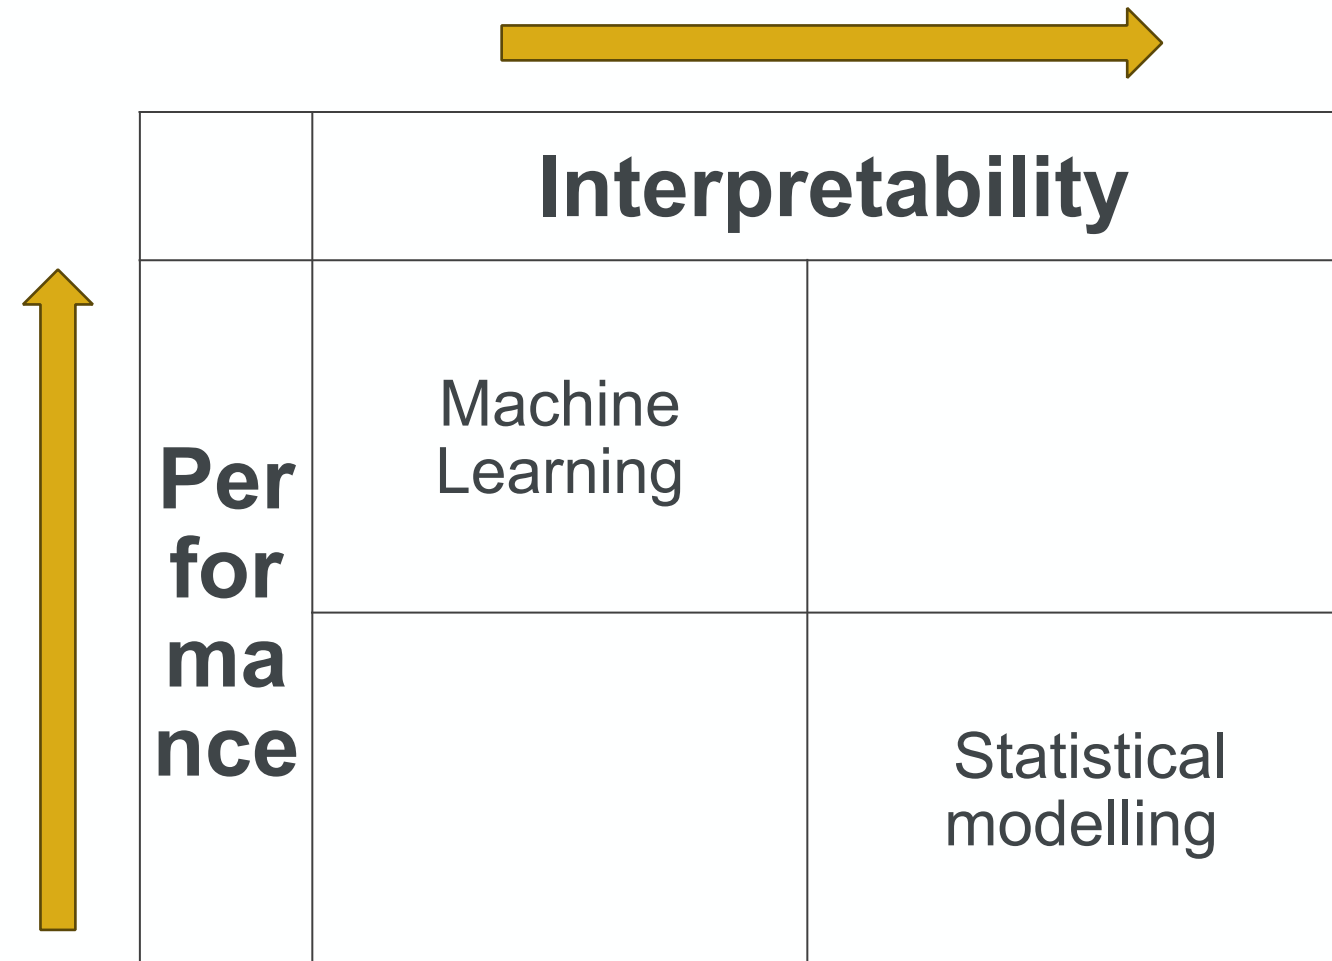 Interpretability
Per
for
ma
nce
Machine
Learning
Statistical
modelling